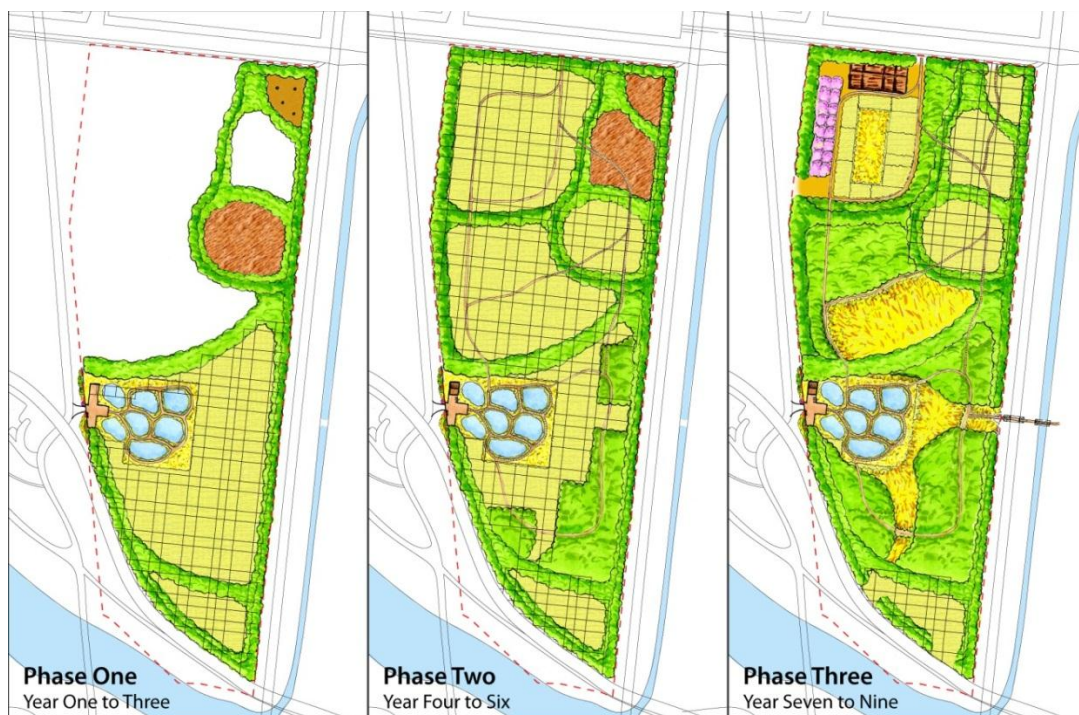 Phase One
Year One to Three
Phase Two
Year Four to Six
Phase Three
Year Seven to Nine